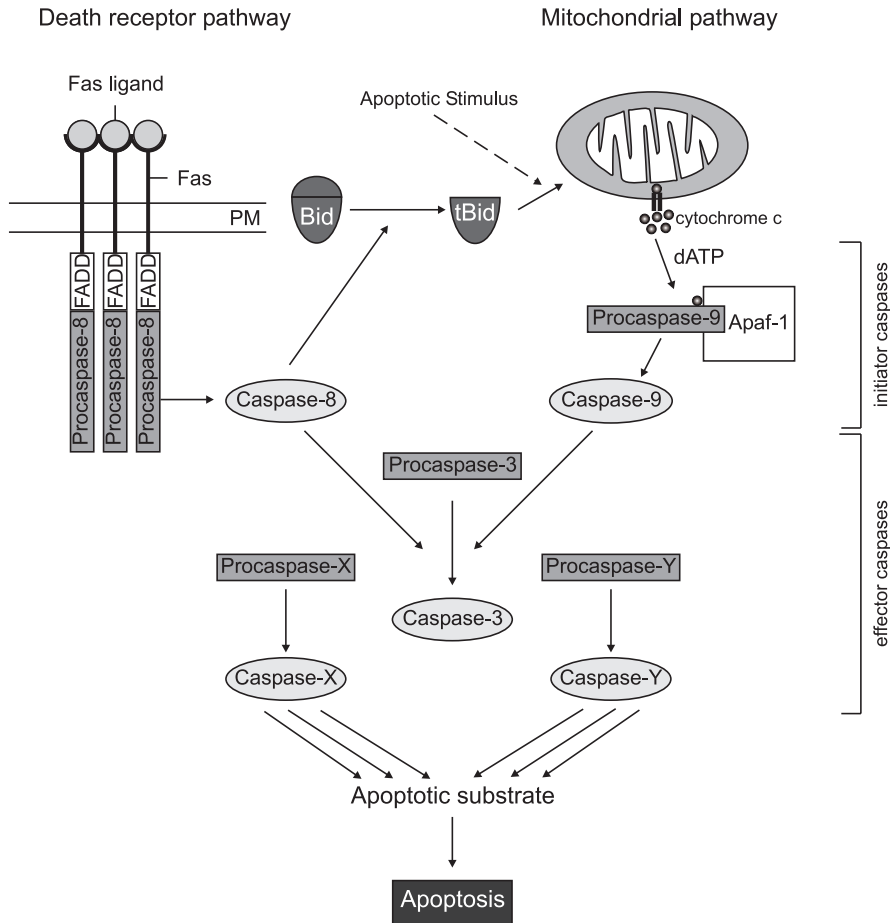 Death receptor pathway
Mitochondrial pathway
Fas ligand
Apoptotic Stimulus
Fas
PM
Bid
tBid
cytochrome c
dATP
FADD
FADD
FADD
Procaspase-8
Procaspase-8
Procaspase-8
Procaspase-9
Apaf-1
initiator caspases
Caspase-8
Caspase-9
Procaspase-3
effector caspases
Procaspase-X
Procaspase-Y
Caspase-3
Caspase-X
Caspase-Y
Apoptotic substrate
Apoptosis